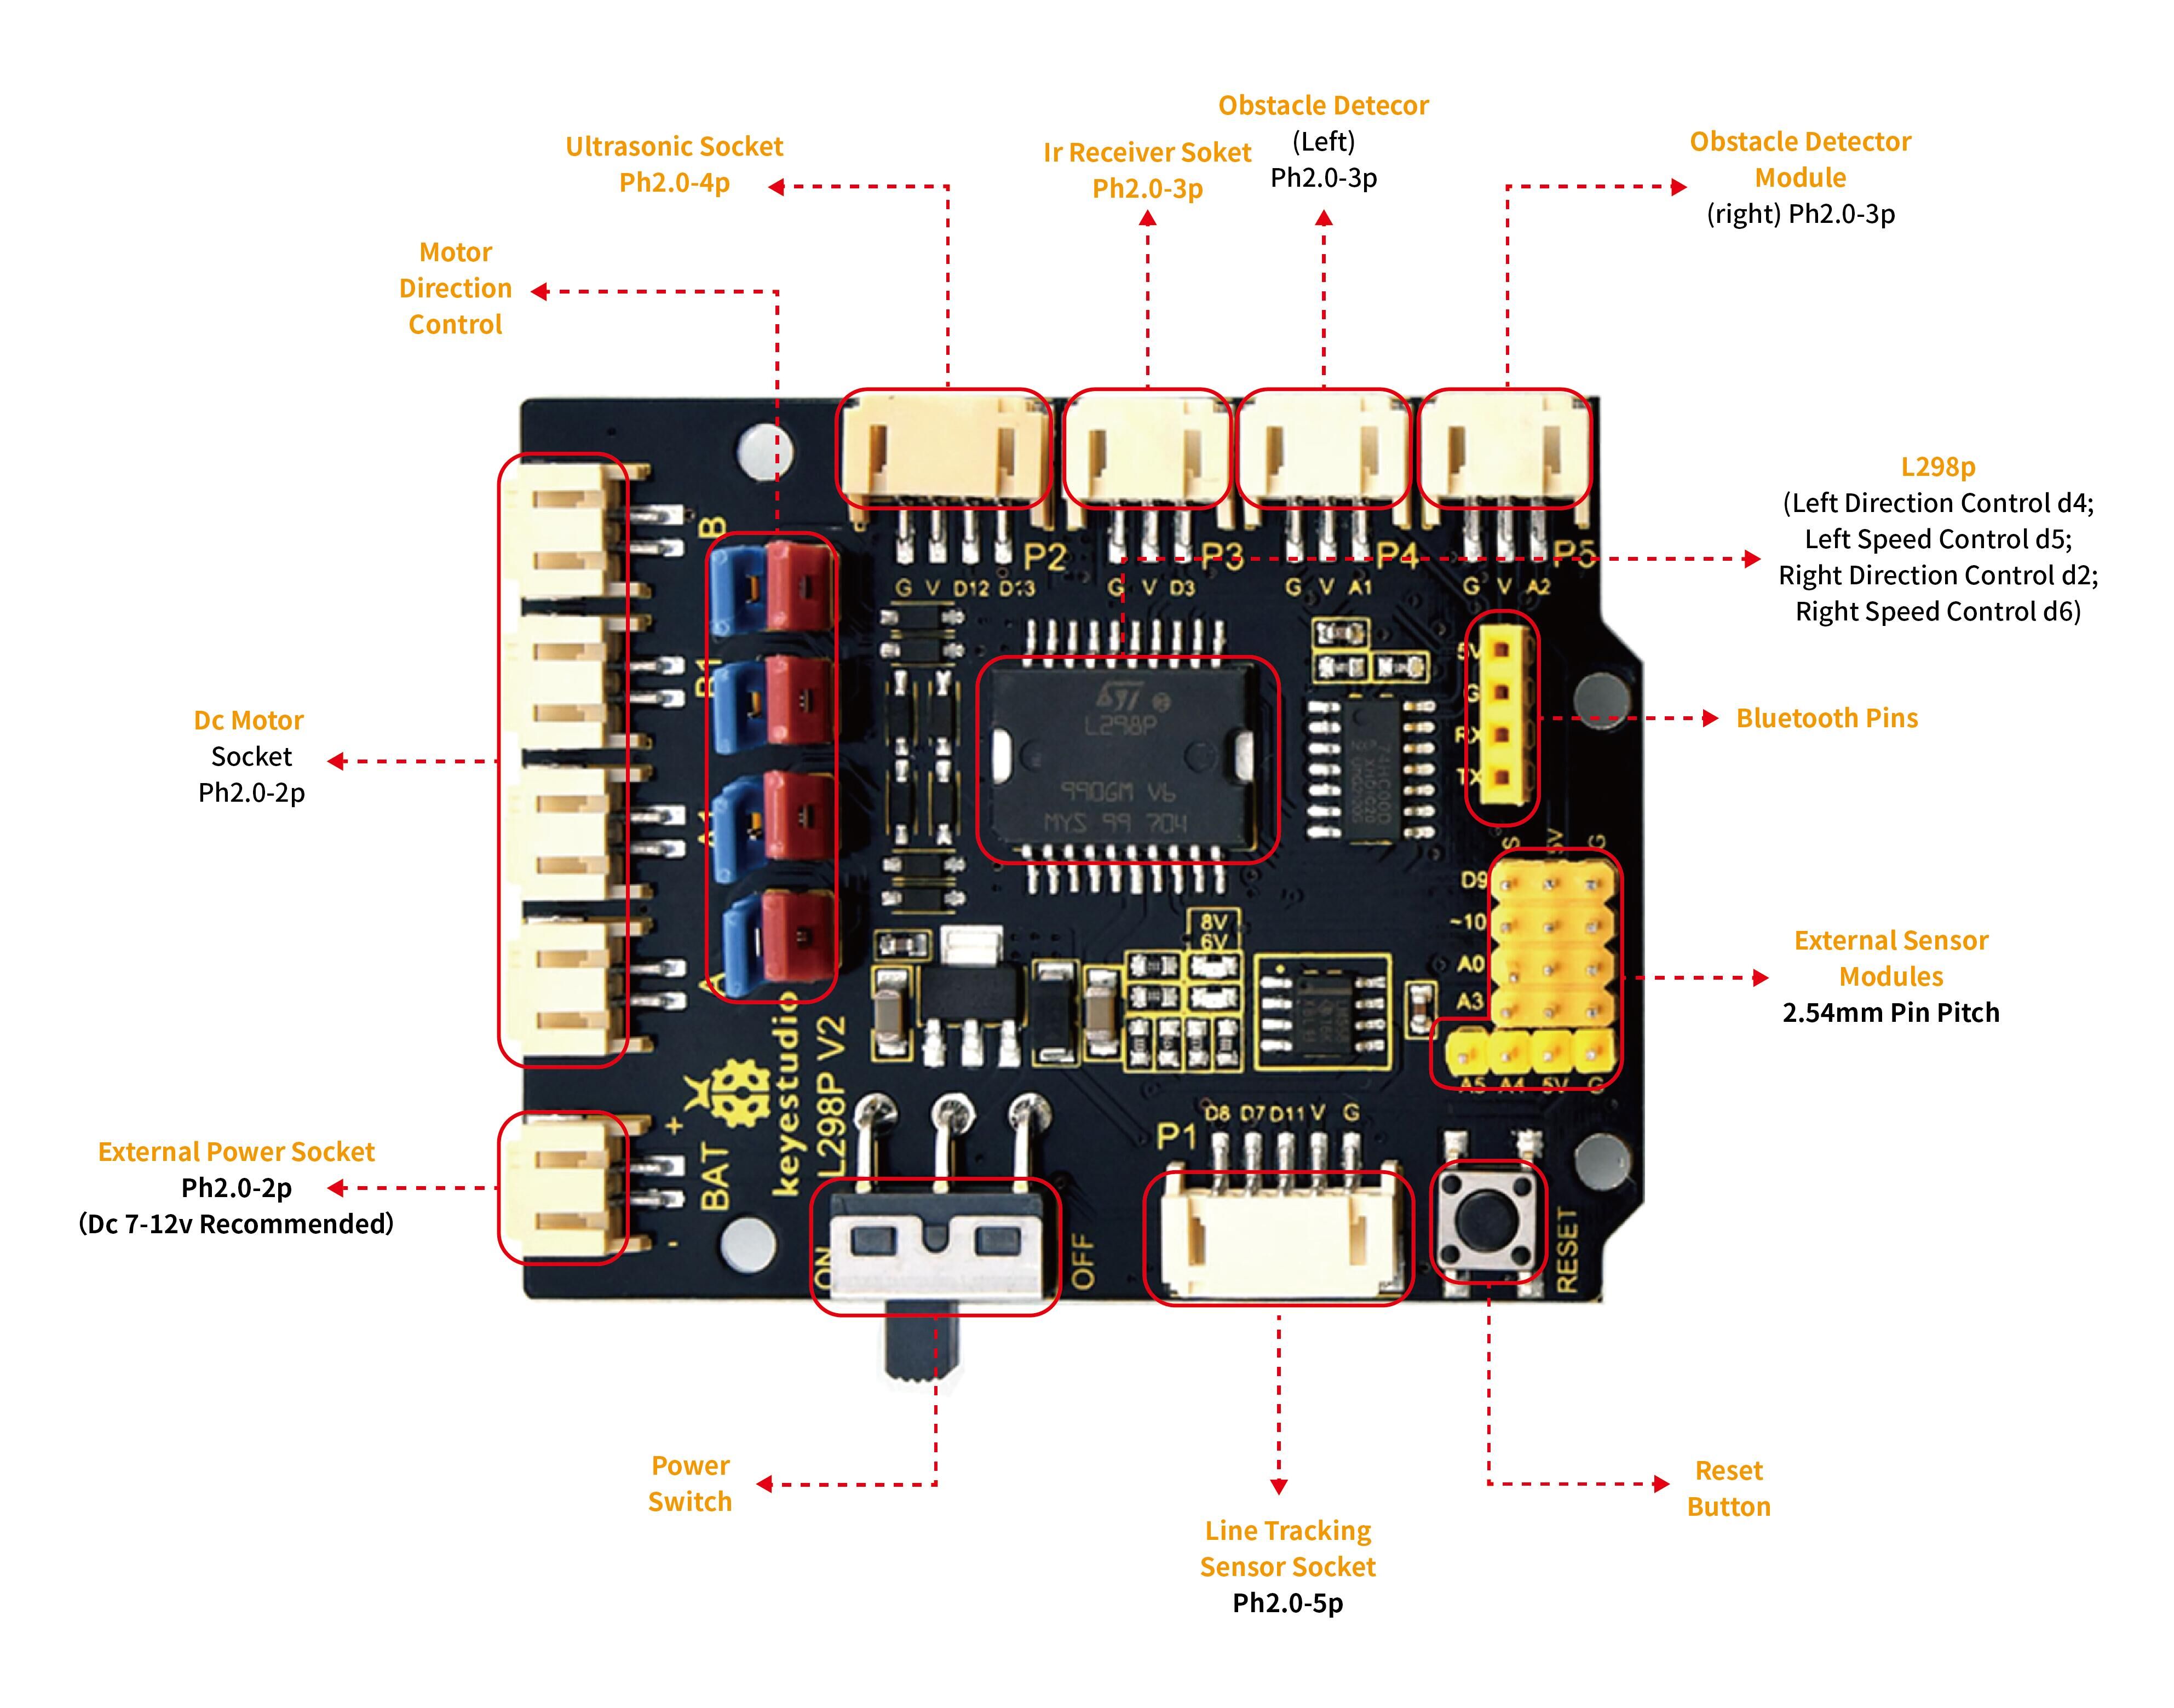 Obstacle Detecor
(Left)
Ph2.0-3p
Ultrasonic Socket
Ph2.0-4p
Ir Receiver Soket
Ph2.0-3p
Obstacle Detector
Module
(right) Ph2.0-3p
Motor
Direction
Control
L298p
(Left Direction Control d4;
Left Speed Control d5;
Right Direction Control d2;
Right Speed Control d6)
Dc Motor
Socket
Ph2.0-2p
Bluetooth Pins
External Sensor
Modules
2.54mm Pin Pitch
External Power Socket
Ph2.0-2p
(Dc 7-12v Recommended)
Power
Switch
Line Tracking
Sensor Socket
Ph2.0-5p
Reset
Button
P2
G V D12 D13
P3
G V D3
P4
G V A1
P5
G V A2
B
B1
A1
A
L298P
990GM V6
MYS 99 704
5V
G
RX
TX
S 5V G
D9
~10
A0
A3
A5 A4 5V G
8V
6V
keyestudio
L298P V2
BAT
+
-
ON
OFF
P1
D8 D7 D11 V G
RESET